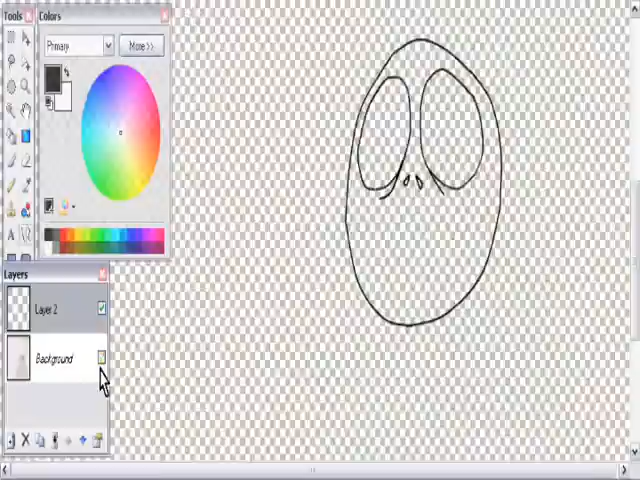 Tools
Colors
Primary
More >>
Layers
Layer 2
Background